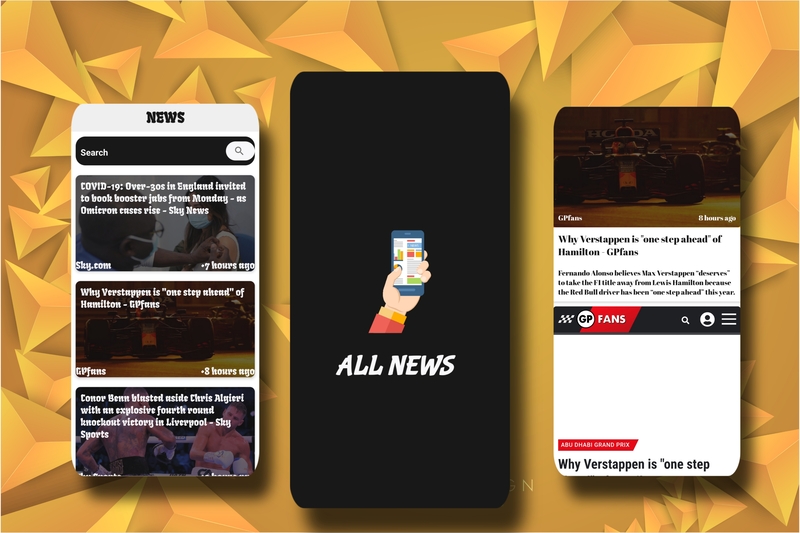 NEWS
Search
COVID-19: Over-30s in England invited
to book booster jabs from Monday - as
Omicron cases rise - Sky News
Sky.com
•7 hours ago
Why Verstappen is "one step ahead" of
Hamilton - GPfans
GPfans
•8 hours ago
Conor Benn blasted aside Chris Algieri
with an explosive fourth round
knockout victory in Liverpool - Sky
Sports
ALL NEWS
HONDA
GPfans
8 hours ago
Why Verstappen is "one step ahead" of
Hamilton - GPfans
Fernando Alonso believes Max Verstappen "deserves"
to take the F1 title away from Lewis Hamilton because
the Red Bull driver has been "one step ahead" this year.
GP FANS
ABU DHABI GRAND PRIX
Why Verstappen is "one step